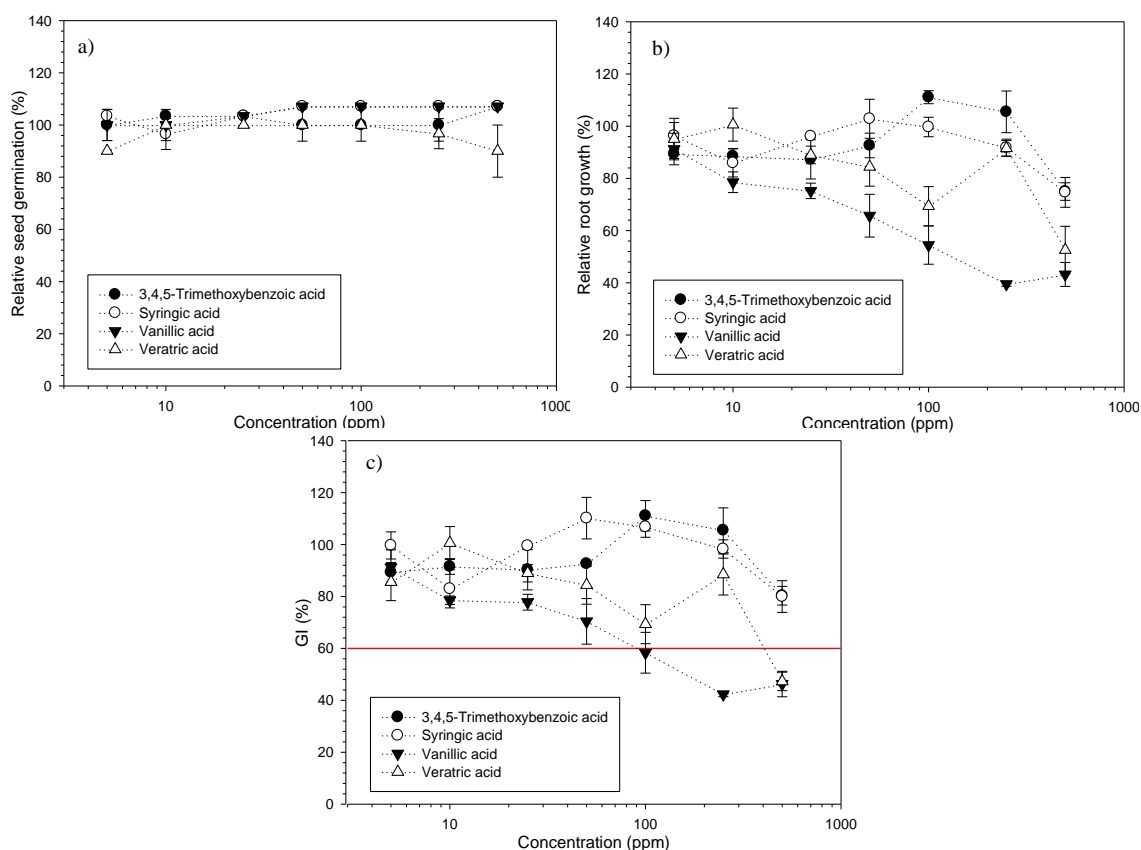 a)
Relative seed germination (%)
140
120
100
80
60
40
20
0
3,4,5-Trimethoxybenzoic acid
Syringic acid
Vanillic acid
Veratric acid
10
100
1000
Concentration (ppm)
b)
Relative root growth (%)
140
120
100
80
60
40
20
0
3,4,5-Trimethoxybenzoic acid
Syringic acid
Vanillic acid
Veratric acid
10
100
1000
Concentration (ppm)
c)
GI (%)
140
120
100
80
60
40
20
0
3,4,5-Trimethoxybenzoic acid
Syringic acid
Vanillic acid
Veratric acid
10
100
1000
Concentration (ppm)